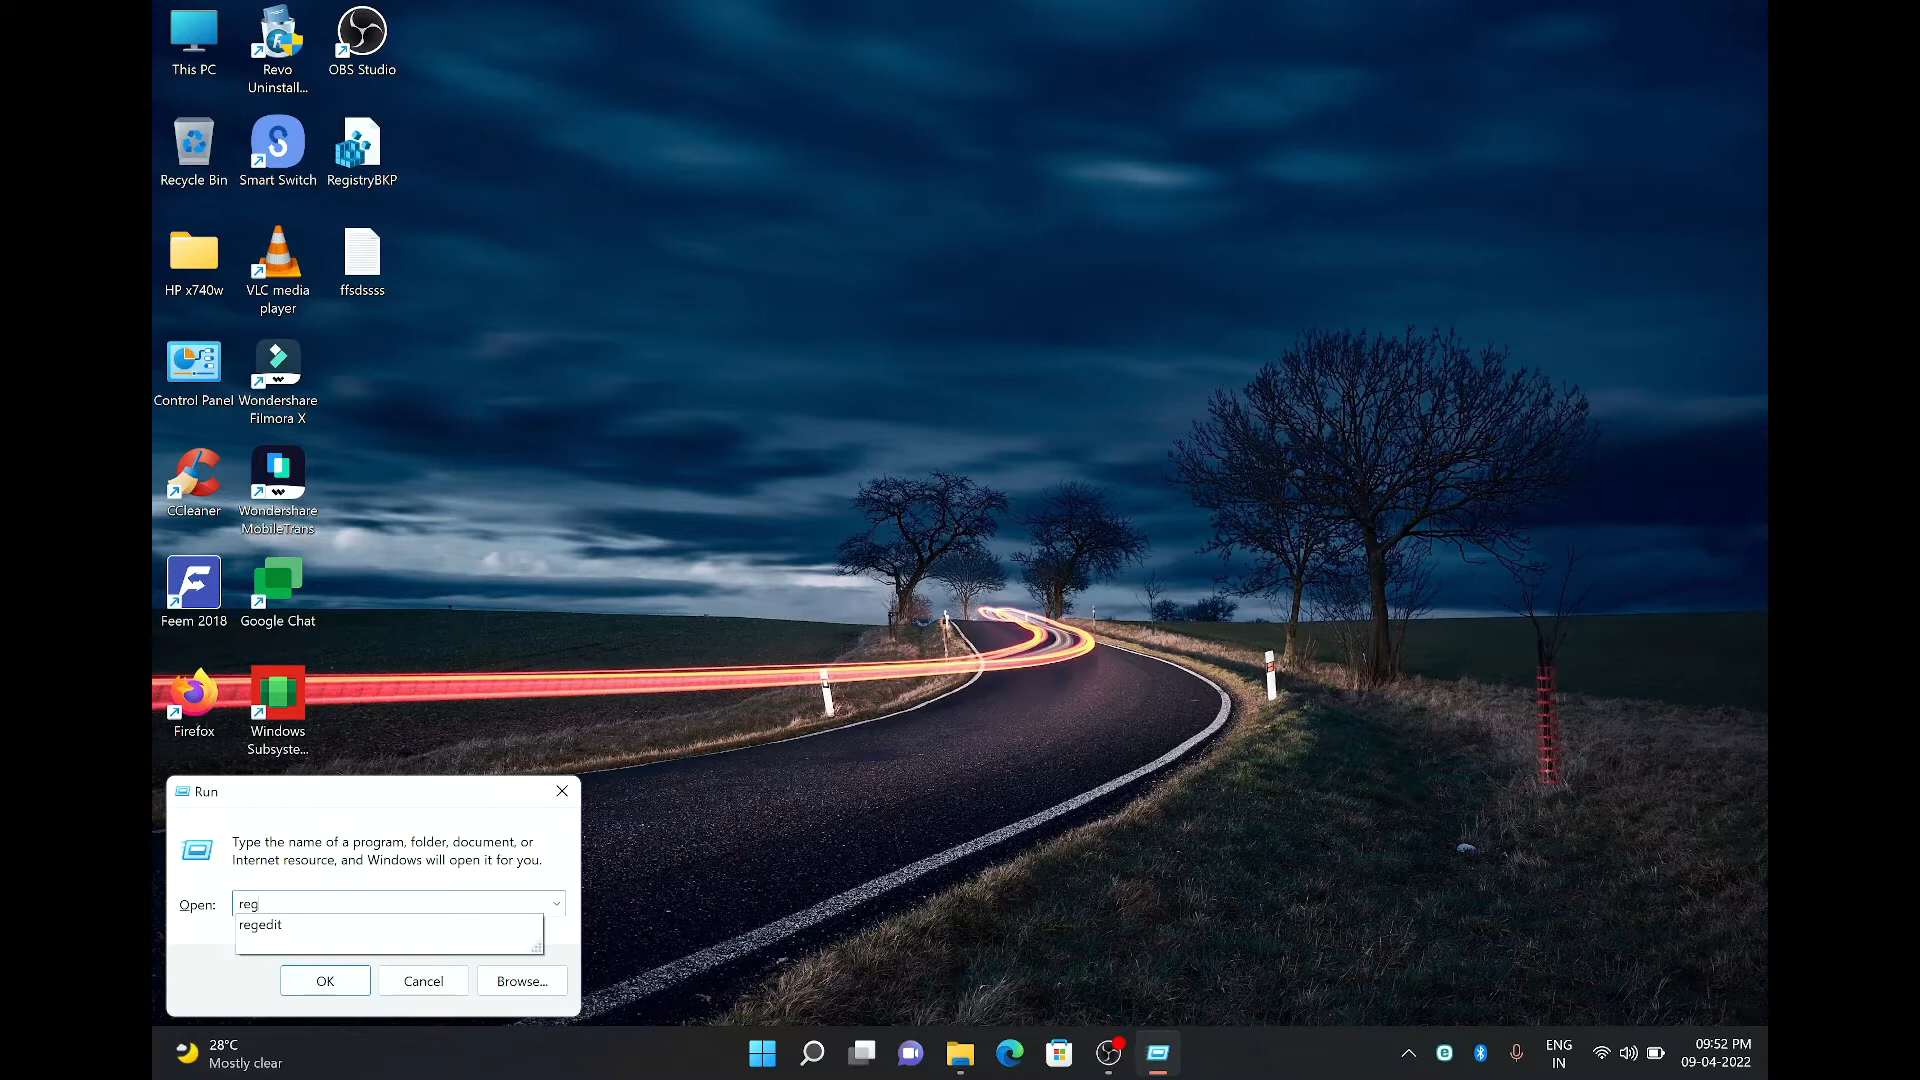 This PC
Revo
Uninstall...
OBS Studio
Recycle Bin
Smart Switch
RegistryBKP
HP x740w
VLC media
player
ffsdssss
Control Panel
Wondershare
Filmora X
CCleaner
Wondershare
MobileTrans
Feem 2018
Google Chat
Firefox
Windows
Subsyste...
Run
Type the name of a program, folder, document, or
Internet resource, and Windows will open it for you.
Open:
reg
regedit
OK
Cancel
Browse...
28°C
Mostly clear
ENG
IN
09:52 PM
09-04-2022